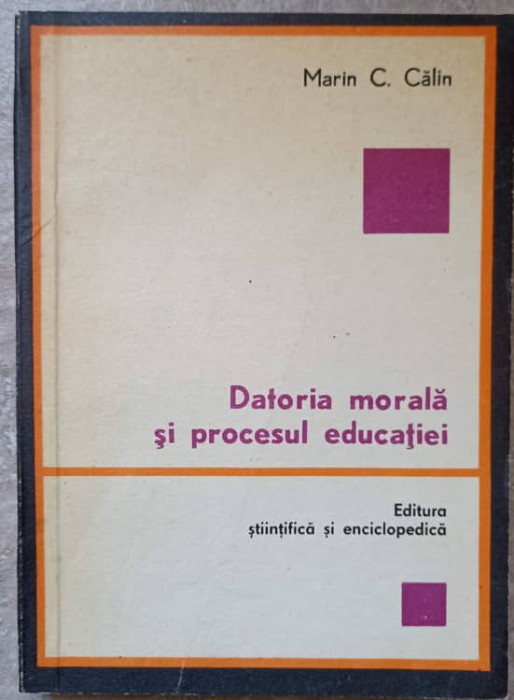 Marin C. Călin
Datoria morală
şi procesul educaţiei
Editura
ştiinţifică şi enciclopedică